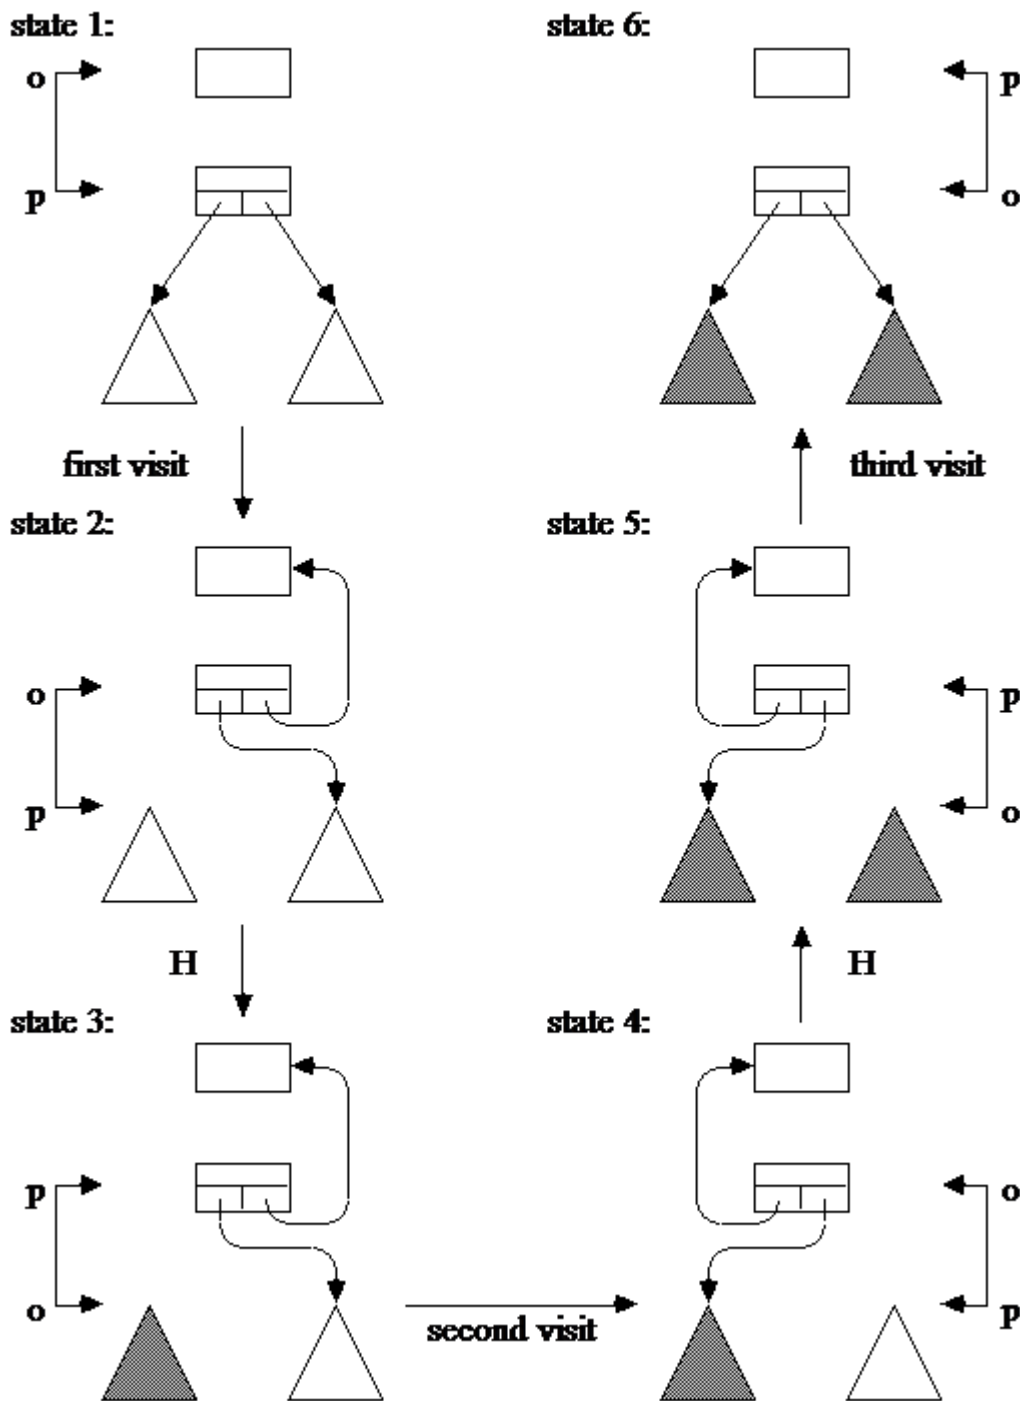 state 1:
o
p
first visit
state 2:
o
p
H
state 3:
p
o
second visit
state 6:
p
o
third visit
state 5:
p
o
H
state 4:
o
p